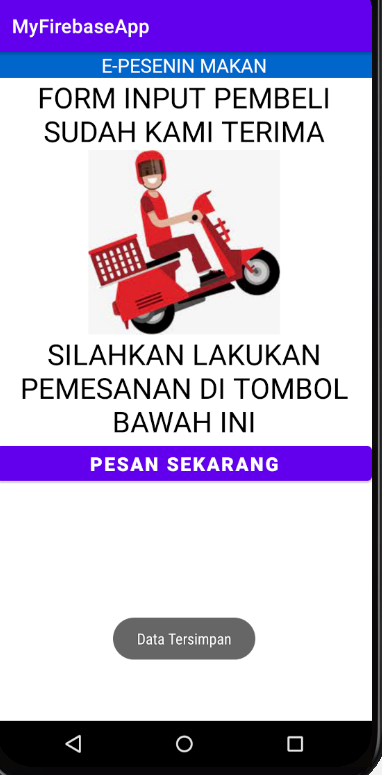 MyFirebaseApp
E-PESENIN MAKAN
FORM INPUT PEMBELI
SUDAH KAMI TERIMA
SILAHKAN LAKUKAN
PEMESANAN DI TOMBOL
BAWAH INI
PESAN SEKARANG
Data Tersimpan